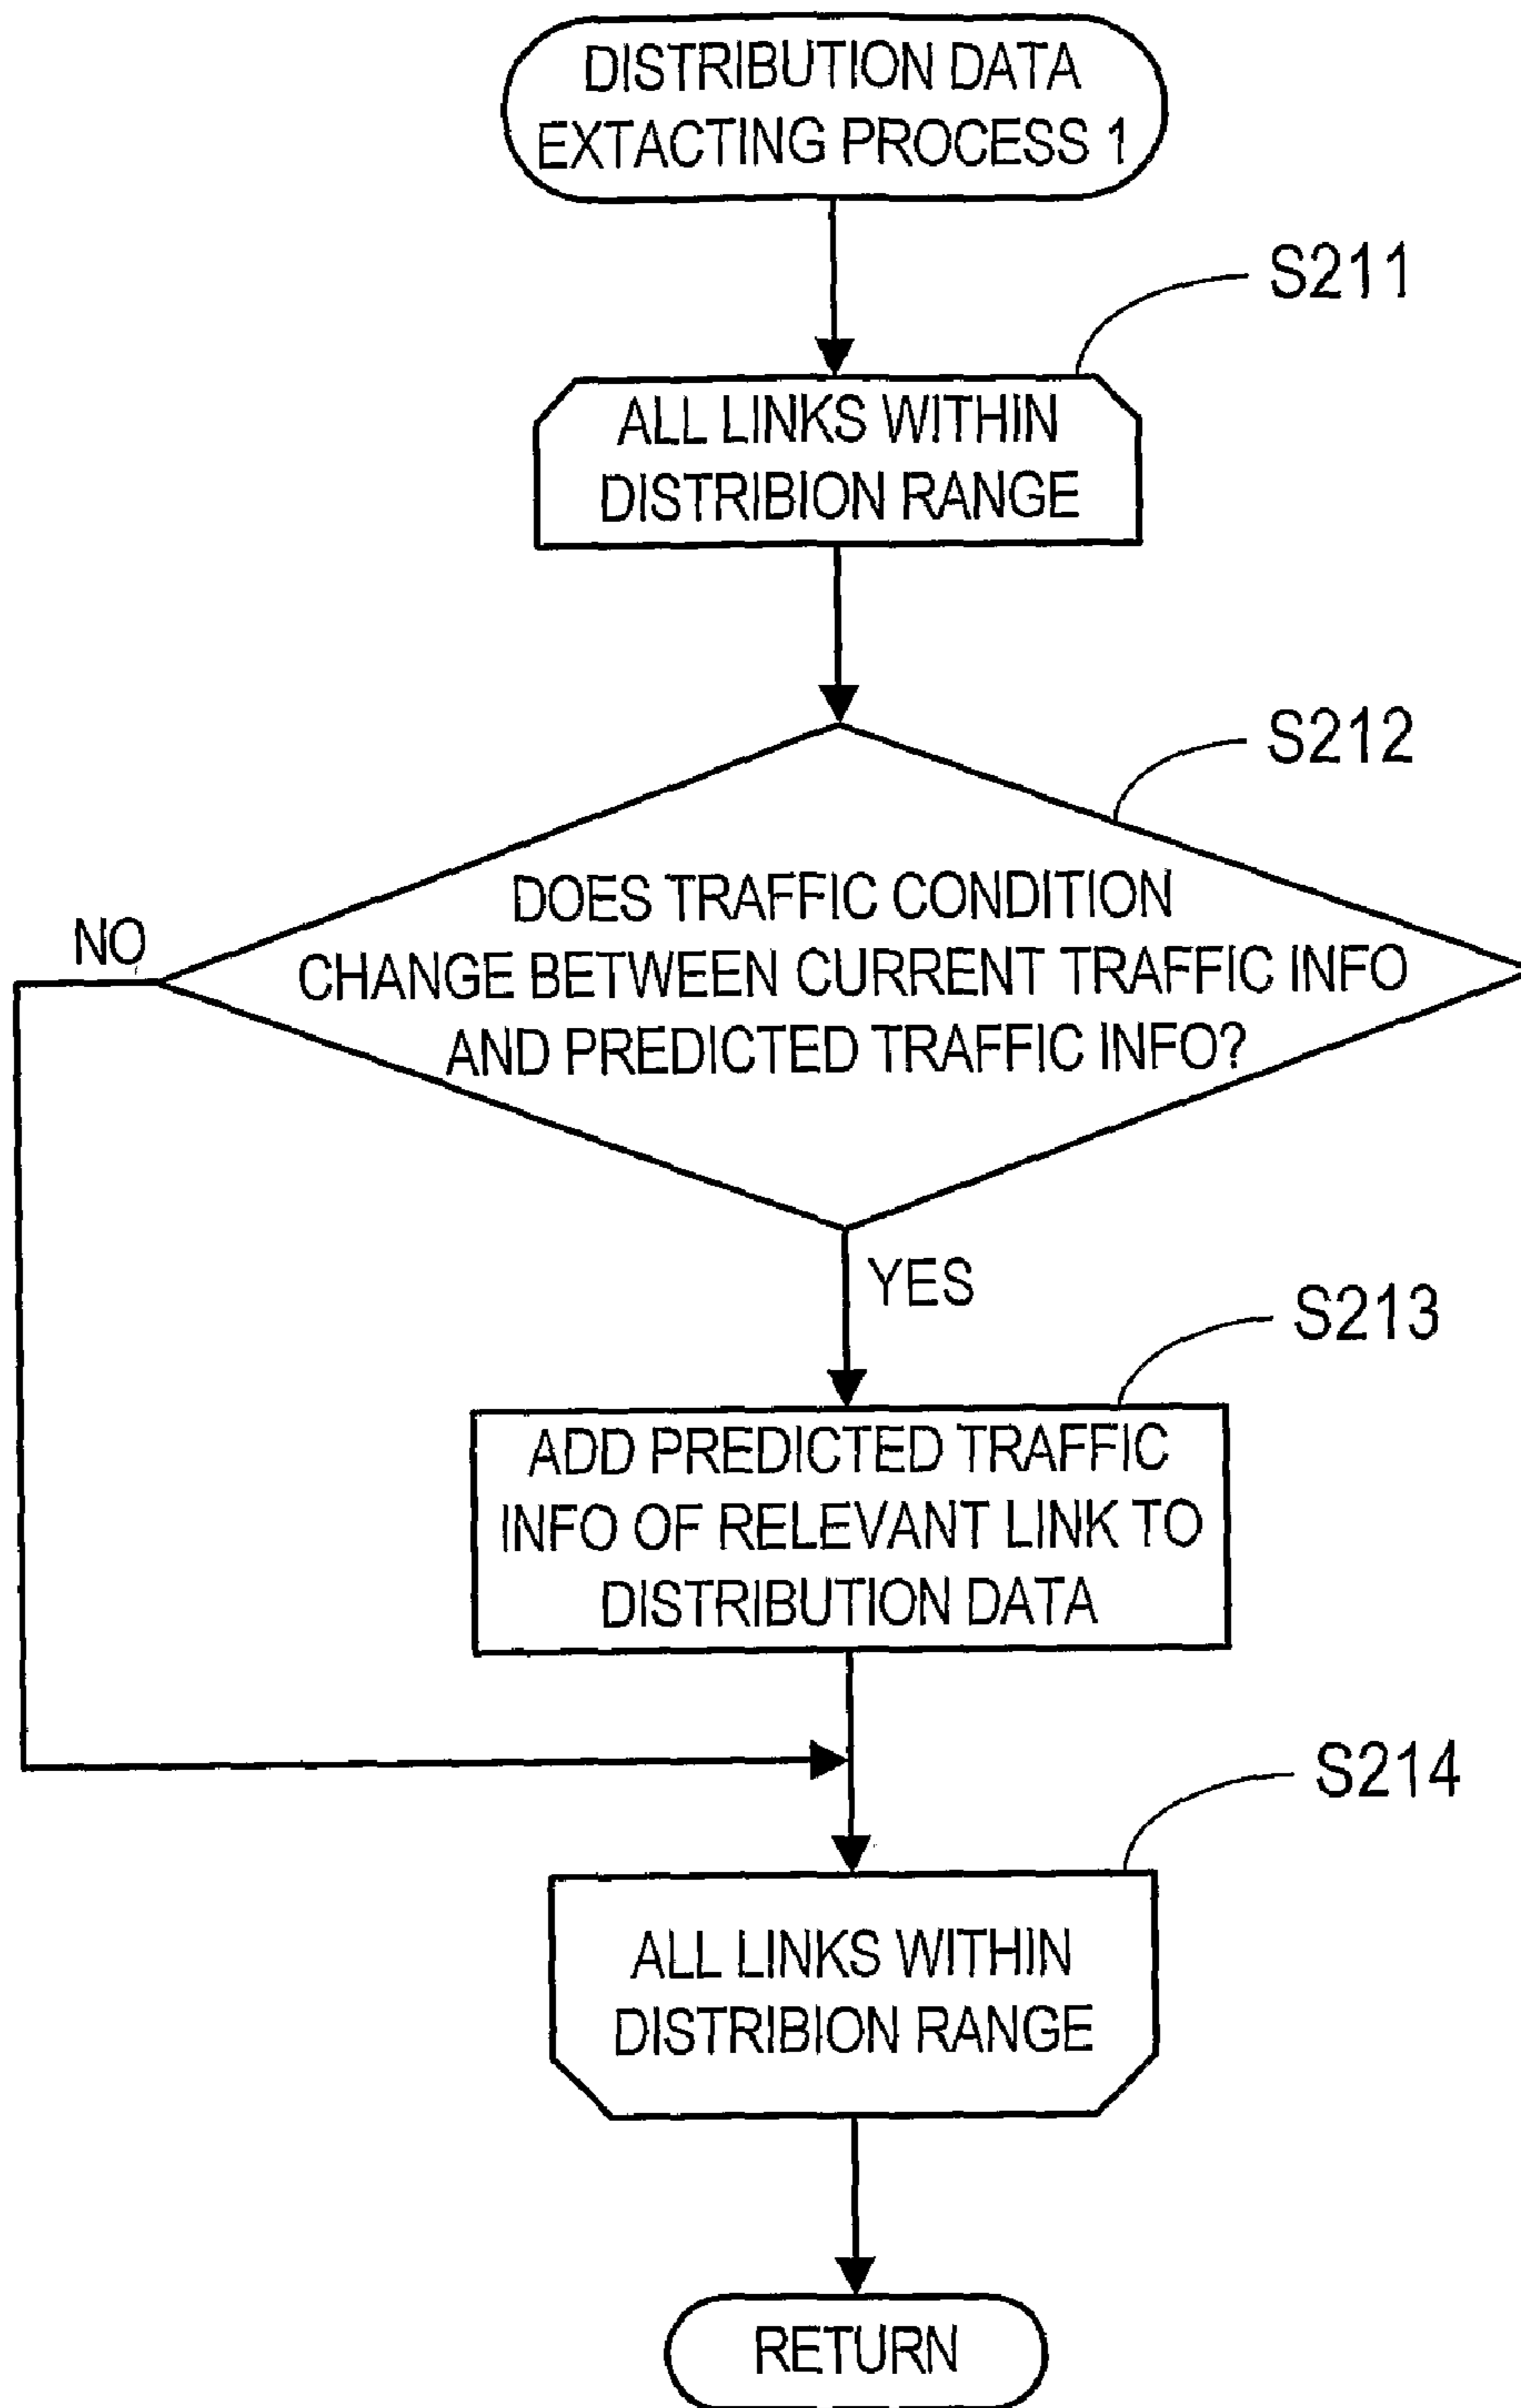 DISTRIBUTION DATA
EXTACTING PROCESS 1
S211
ALL LINKS WITHIN
DISTRIBION RANGE
S212
DOES TRAFFIC CONDITION
CHANGE BETWEEN CURRENT TRAFFIC INFO
AND PREDICTED TRAFFIC INFO?
NO
YES
S213
ADD PREDICTED TRAFFIC
INFO OF RELEVANT LINK TO
DISTRIBUTION DATA
S214
ALL LINKS WITHIN
DISTRIBION RANGE
RETURN